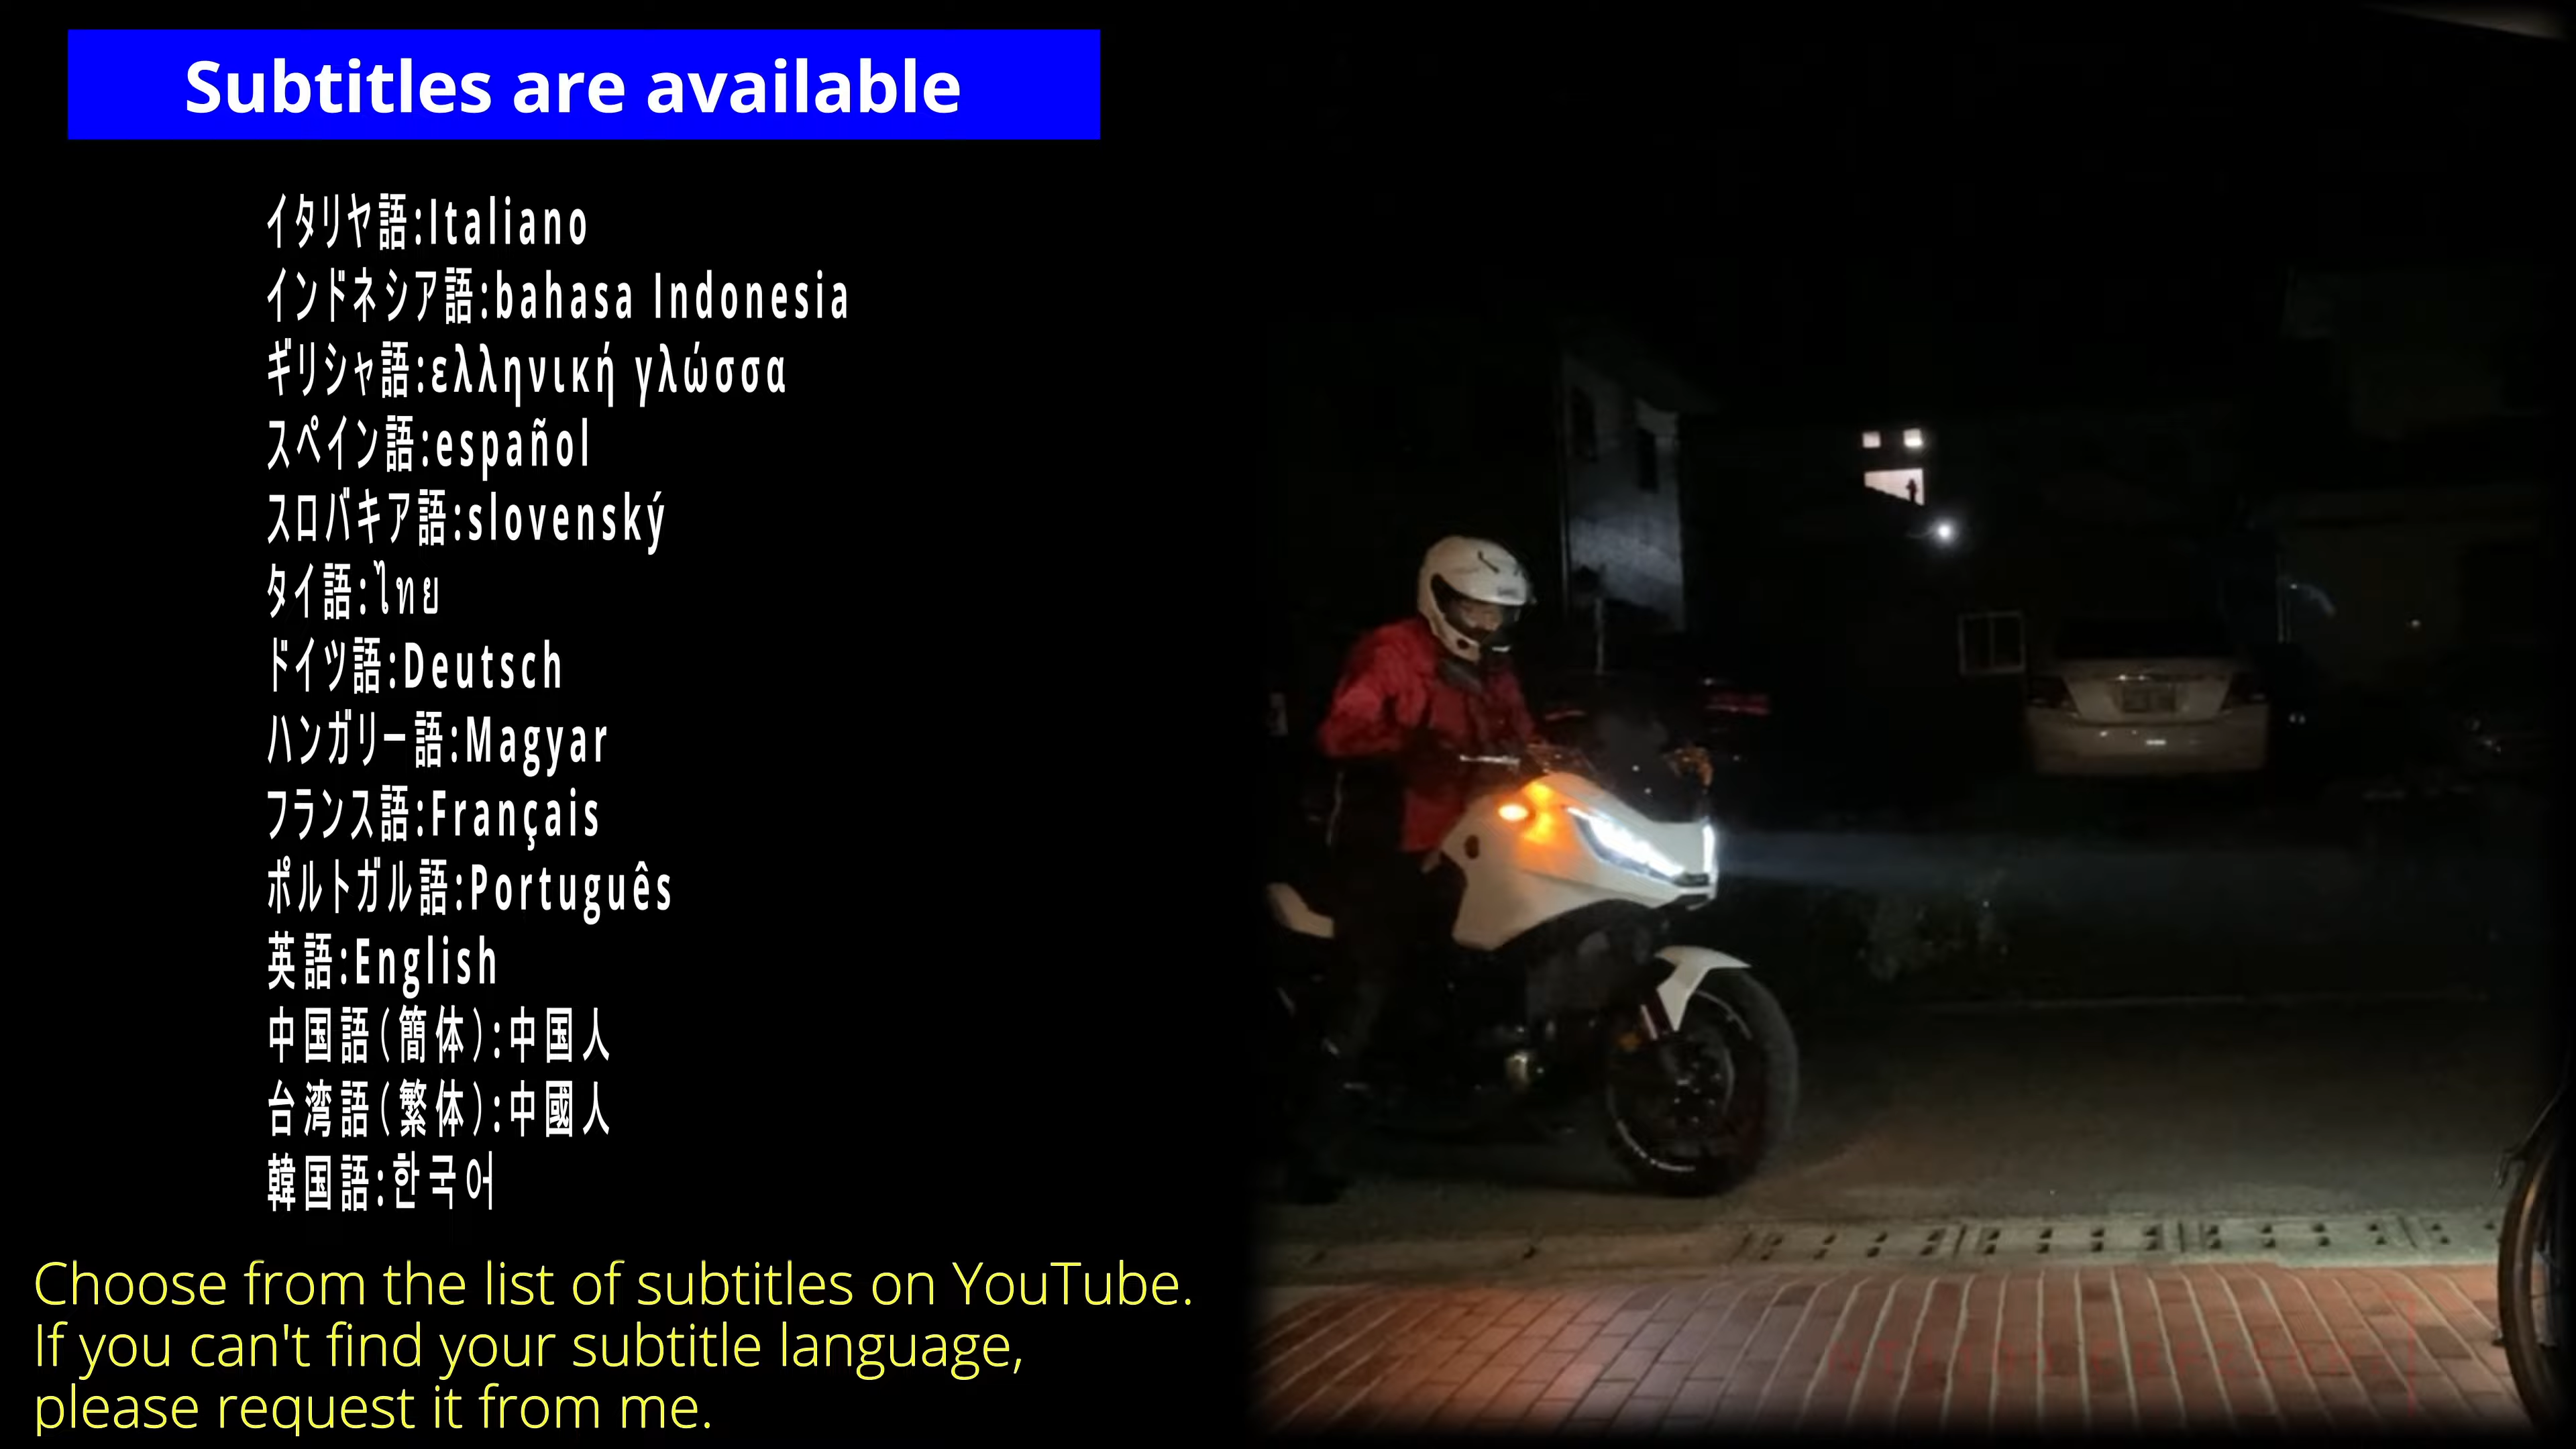 Subtitles are available
イタリヤ語:Italiano
インドネシア語:bahasa Indonesia
ギリシャ語:ελληνική γλώσσα
スペイン語:español
スロバキア語:slovenský
タイ語:ไทย
ドイツ語:Deutsch
ハンガリー語:Magyar
フランス語:Français
ポルトガル語:Português
英語:English
中国語(簡体):中国人
台湾語(繁体):中國人
韓国語:한국어
Choose from the list of subtitles on YouTube.
If you can't find your subtitle language,
please request it from me.